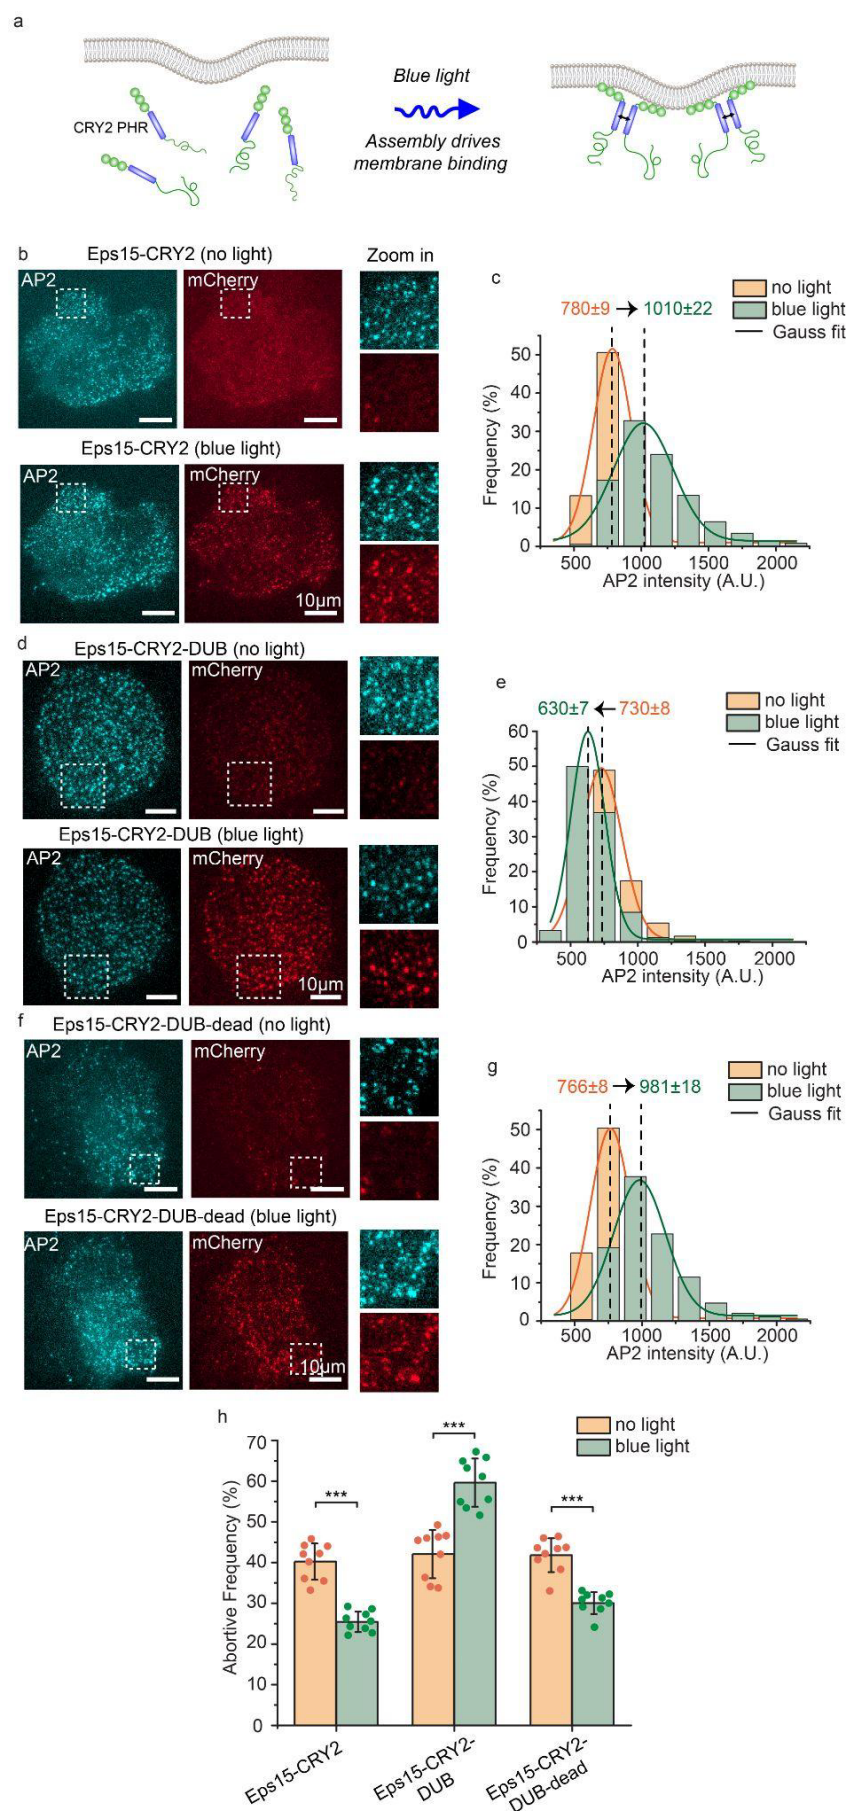 a
CRY2 PHR
Blue light
Assembly drives
membrane binding
b
Eps15-CRY2 (no light)
Zoom in
AP2
mCherry
Eps15-CRY2 (blue light)
AP2
mCherry
10μm
c
no light
blue light
Gauss fit
780±9
1010±22
50
40
30
20
10
0
Frequency (%)
500
1000
1500
2000
AP2 intensity (A.U.)
d
Eps15-CRY2-DUB (no light)
AP2
mCherry
Eps15-CRY2-DUB (blue light)
AP2
mCherry
10μm
e
no light
blue light
Gauss fit
630±7
730±8
60
50
40
30
20
10
0
Frequency (%)
500
1000
1500
2000
AP2 intensity (A.U.)
f
Eps15-CRY2-DUB-dead (no light)
AP2
mCherry
Eps15-CRY2-DUB-dead (blue light)
AP2
mCherry
10μm
g
no light
blue light
Gauss fit
766±8
981±18
50
40
30
20
10
0
Frequency (%)
500
1000
1500
2000
AP2 intensity (A.U.)
h
no light
blue light
70
60
50
40
30
20
10
0
Abortive Frequency (%)
***
***
***
Eps15-CRY2
Eps15-CRY2-
DUB
Eps15-CRY2-
DUB-dead